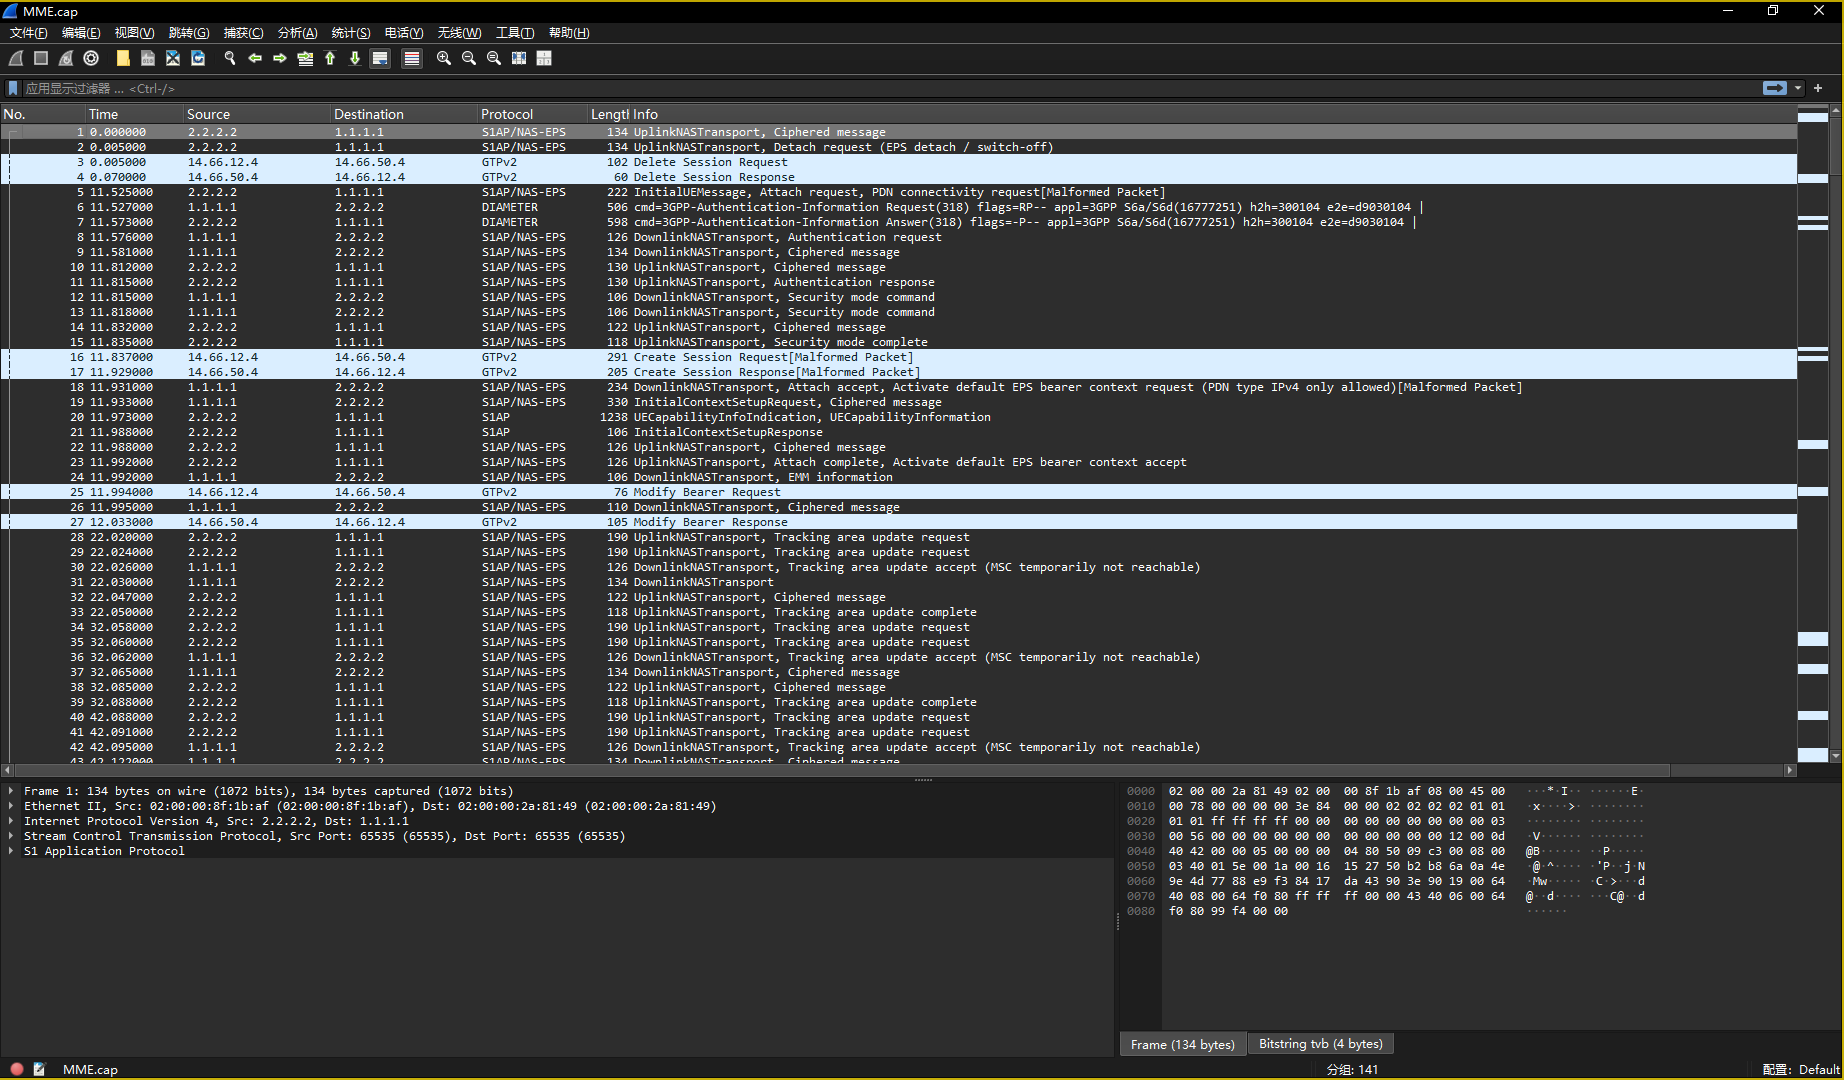 MME.cap
文件(F) 编辑(E) 视图(V) 跳转(G) 捕获(C) 分析(A) 统计(S) 电话(Y) 无线(W) 工具(T) 帮助(H)
应用显示过滤器 … <Ctrl-/>
No. Time Source Destination Protocol Lengtl Info
1 0.000000 2.2.2.2 1.1.1.1 S1AP/NAS-EPS 134 UplinkNASTransport, Ciphered message
2 0.005000 2.2.2.2 1.1.1.1 S1AP/NAS-EPS 134 UplinkNASTransport, Detach request (EPS detach / switch-off)
3 0.005000 14.66.12.4 14.66.50.4 GTPv2 102 Delete Session Request
4 0.070000 14.66.50.4 14.66.12.4 GTPv2 60 Delete Session Response
5 11.525000 2.2.2.2 1.1.1.1 S1AP/NAS-EPS 222 InitialUEMessage, Attach request, PDN connectivity request[Malformed Packet]
6 11.527000 1.1.1.1 2.2.2.2 DIAMETER 506 cmd=3GPP-Authentication-Information Request(318) flags=RP-- appl=3GPP S6a/S6d(16777251) h2h=300104 e2e=d9030104 |
7 11.573000 2.2.2.2 1.1.1.1 DIAMETER 598 cmd=3GPP-Authentication-Information Answer(318) flags=-P-- appl=3GPP S6a/S6d(16777251) h2h=300104 e2e=d9030104 |
8 11.576000 1.1.1.1 2.2.2.2 S1AP/NAS-EPS 126 DownlinkNASTransport, Authentication request
9 11.581000 1.1.1.1 2.2.2.2 S1AP/NAS-EPS 134 DownlinkNASTransport, Ciphered message
10 11.812000 2.2.2.2 1.1.1.1 S1AP/NAS-EPS 130 UplinkNASTransport, Ciphered message
11 11.815000 2.2.2.2 1.1.1.1 S1AP/NAS-EPS 130 UplinkNASTransport, Authentication response
12 11.815000 1.1.1.1 2.2.2.2 S1AP/NAS-EPS 106 DownlinkNASTransport, Security mode command
13 11.818000 1.1.1.1 2.2.2.2 S1AP/NAS-EPS 106 DownlinkNASTransport, Security mode command
14 11.832000 2.2.2.2 1.1.1.1 S1AP/NAS-EPS 122 UplinkNASTransport, Ciphered message
15 11.835000 2.2.2.2 1.1.1.1 S1AP/NAS-EPS 118 UplinkNASTransport, Security mode complete
16 11.837000 14.66.12.4 14.66.50.4 GTPv2 291 Create Session Request[Malformed Packet]
17 11.929000 14.66.50.4 14.66.12.4 GTPv2 205 Create Session Response[Malformed Packet]
18 11.931000 1.1.1.1 2.2.2.2 S1AP/NAS-EPS 234 DownlinkNASTransport, Attach accept, Activate default EPS bearer context request (PDN type IPv4 only allowed)[Malformed Packet]
19 11.933000 1.1.1.1 2.2.2.2 S1AP/NAS-EPS 330 InitialContextSetupRequest, Ciphered message
20 11.973000 2.2.2.2 1.1.1.1 S1AP 1238 UECapabilityInfoIndication, UECapabilityInformation
21 11.988000 2.2.2.2 1.1.1.1 S1AP 106 InitialContextSetupResponse
22 11.988000 2.2.2.2 1.1.1.1 S1AP/NAS-EPS 126 UplinkNASTransport, Ciphered message
23 11.992000 2.2.2.2 1.1.1.1 S1AP/NAS-EPS 126 UplinkNASTransport, Attach complete, Activate default EPS bearer context accept
24 11.992000 1.1.1.1 2.2.2.2 S1AP/NAS-EPS 106 DownlinkNASTransport, EMM information
25 11.994000 14.66.12.4 14.66.50.4 GTPv2 76 Modify Bearer Request
26 11.995000 1.1.1.1 2.2.2.2 S1AP/NAS-EPS 110 DownlinkNASTransport, Ciphered message
27 12.033000 14.66.50.4 14.66.12.4 GTPv2 105 Modify Bearer Response
28 22.020000 2.2.2.2 1.1.1.1 S1AP/NAS-EPS 190 UplinkNASTransport, Tracking area update request
29 22.024000 2.2.2.2 1.1.1.1 S1AP/NAS-EPS 190 UplinkNASTransport, Tracking area update request
30 22.026000 1.1.1.1 2.2.2.2 S1AP/NAS-EPS 126 DownlinkNASTransport, Tracking area update accept (MSC temporarily not reachable)
31 22.030000 1.1.1.1 2.2.2.2 S1AP/NAS-EPS 134 DownlinkNASTransport
32 22.047000 2.2.2.2 1.1.1.1 S1AP/NAS-EPS 122 UplinkNASTransport, Ciphered message
33 22.050000 2.2.2.2 1.1.1.1 S1AP/NAS-EPS 118 UplinkNASTransport, Tracking area update complete
34 32.058000 2.2.2.2 1.1.1.1 S1AP/NAS-EPS 190 UplinkNASTransport, Tracking area update request
35 32.060000 2.2.2.2 1.1.1.1 S1AP/NAS-EPS 190 UplinkNASTransport, Tracking area update request
36 32.062000 1.1.1.1 2.2.2.2 S1AP/NAS-EPS 126 DownlinkNASTransport, Tracking area update accept (MSC temporarily not reachable)
37 32.065000 1.1.1.1 2.2.2.2 S1AP/NAS-EPS 134 DownlinkNASTransport, Ciphered message
38 32.085000 2.2.2.2 1.1.1.1 S1AP/NAS-EPS 122 UplinkNASTransport, Ciphered message
39 32.088000 2.2.2.2 1.1.1.1 S1AP/NAS-EPS 118 UplinkNASTransport, Tracking area update complete
40 42.088000 2.2.2.2 1.1.1.1 S1AP/NAS-EPS 190 UplinkNASTransport, Tracking area update request
41 42.091000 2.2.2.2 1.1.1.1 S1AP/NAS-EPS 190 UplinkNASTransport, Tracking area update request
42 42.095000 1.1.1.1 2.2.2.2 S1AP/NAS-EPS 126 DownlinkNASTransport, Tracking area update accept (MSC temporarily not reachable)
43 42.122000 1.1.1.1 2.2.2.2 S1AP/NAS-EPS 134 DownlinkNASTransport, Ciphered message
Frame 1: 134 bytes on wire (1072 bits), 134 bytes captured (1072 bits)
Ethernet II, Src: 02:00:00:8f:1b:af (02:00:00:8f:1b:af), Dst: 02:00:00:2a:81:49 (02:00:00:2a:81:49)
Internet Protocol Version 4, Src: 2.2.2.2, Dst: 1.1.1.1
Stream Control Transmission Protocol, Src Port: 65535 (65535), Dst Port: 65535 (65535)
S1 Application Protocol
0000 02 00 00 2a 81 49 02 00 00 8f 1b af 08 00 45 00 ···*·I·· ······E·
0010 00 78 00 00 00 00 3e 84 00 00 02 02 02 02 01 01 ·x····>· ········
0020 01 01 ff ff ff ff 00 00 00 00 00 00 00 00 00 03 ········ ········
0030 00 56 00 00 00 00 00 00 00 00 00 00 00 12 00 0d ·V······ ········
0040 40 42 00 00 05 00 00 00 04 80 50 09 c3 00 08 00 @B······ ··P·····
0050 03 40 01 5e 00 1a 00 16 15 27 50 b2 b8 6a 0a 4e ·@·^···· ·'P··j·N
0060 9e 4d 77 88 e9 f3 84 17 da 43 90 3e 90 19 00 64 ·Mw····· ·C·>···d
0070 40 08 00 64 f0 80 ff ff ff 00 00 43 40 06 00 64 @··d···· ···C@··d
0080 f0 80 99 f4 00 00 ······
Frame (134 bytes) Bitstring tvb (4 bytes)
MME.cap 分组: 141 配置: Default